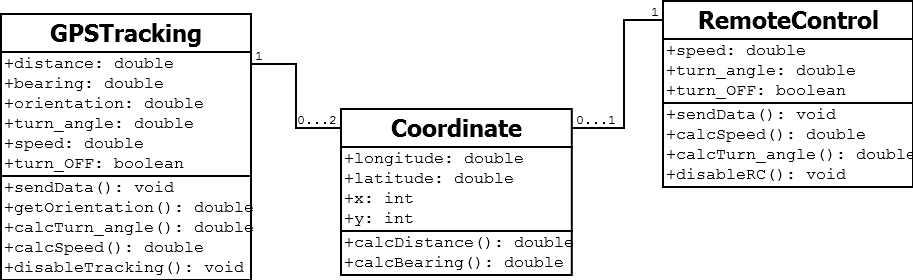 GPSTracking
+distance: double
+bearing: double
+orientation: double
+turn_angle: double
+speed: double
+turn_OFF: boolean
+sendData(): void
+getOrientation(): double
+calcTurn_angle(): double
+calcSpeed(): double
+disableTracking(): void
1
0...2
Coordinate
+longitude: double
+latitude: double
+x: int
+y: int
+calcDistance(): double
+calcBearing(): double
0...1
1
RemoteControl
+speed: double
+turn_angle: double
+turn_OFF: boolean
+sendData(): void
+calcSpeed(): double
+calcTurn_angle(): double
+disableRC(): void